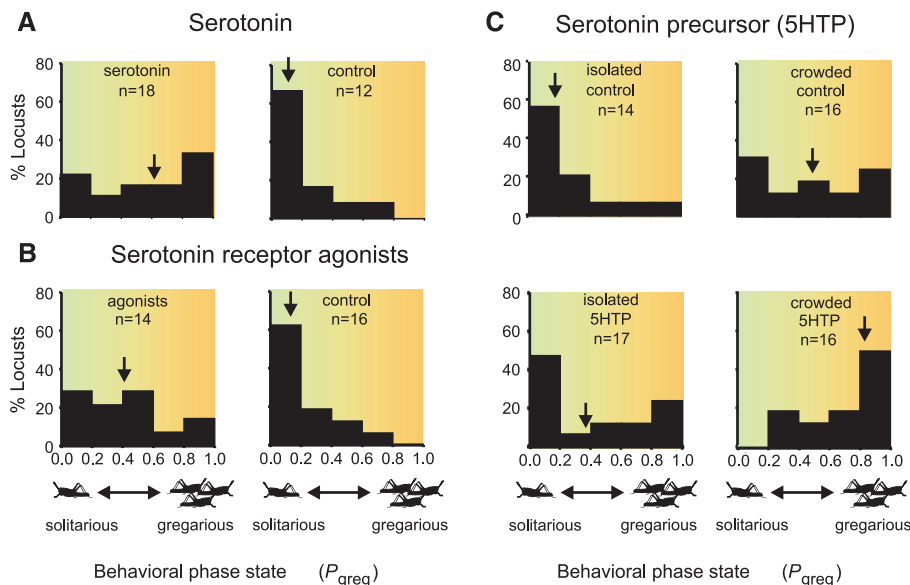 A Serotonin
C Serotonin precursor (5HTP)
% Locusts
80
60
40
20
0
serotonin
n=18
control
n=12
80
60
40
20
0
isolated
control
n=14
crowded
control
n=16
B Serotonin receptor agonists
% Locusts
80
60
40
20
0
agonists
n=14
control
n=16
80
60
40
20
isolated
5HTP
n=17
crowded
5HTP
n=16
0.0 0.2 0.4 0.6 0.8 1.0
0.0 0.2 0.4 0.6 0.8 1.0
0.0 0.2 0.4 0.6 0.8 1.0
0.0 0.2 0.4 0.6 0.8 1.0
solitarious gregarious
solitarious gregarious
solitarious gregarious
solitarious gregarious
Behavioral phase state (Pgreg)
Behavioral phase state (Pgreg)